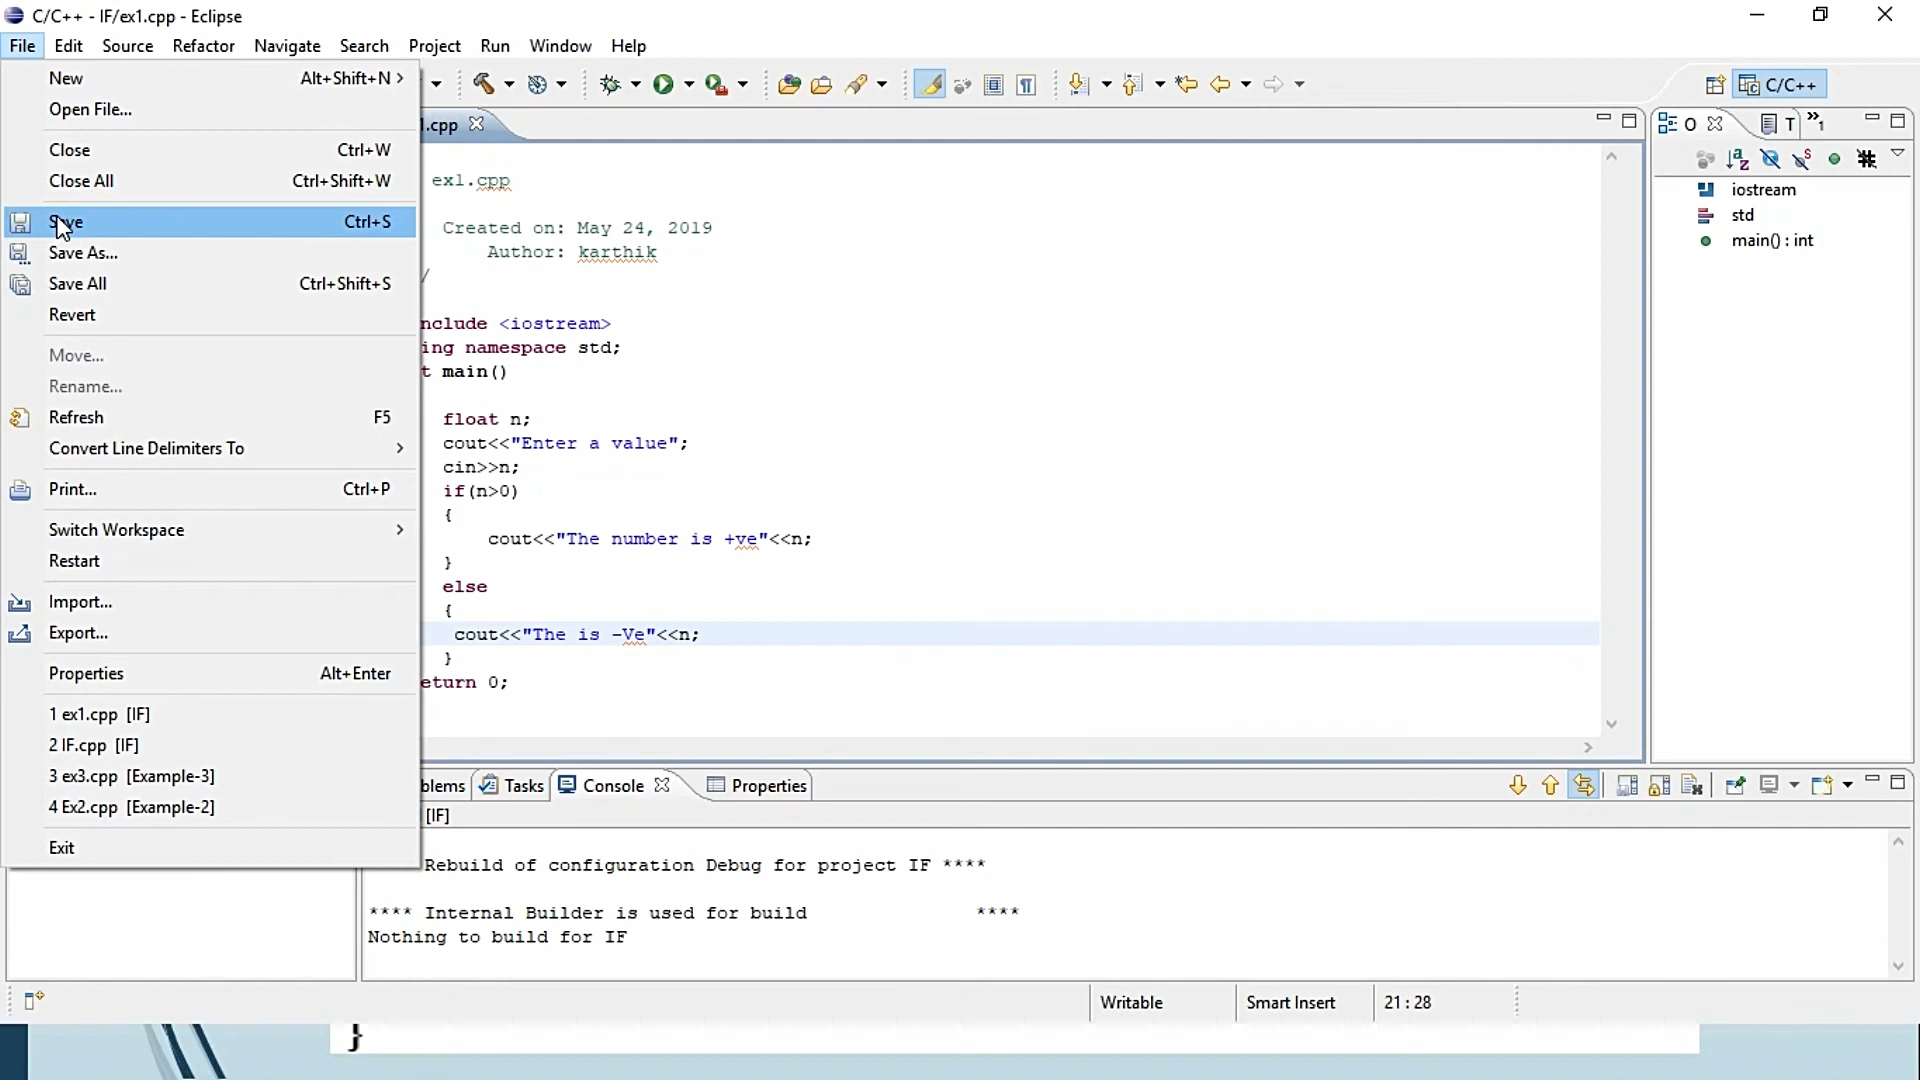 C/C++ - IF/ex1.cpp - Eclipse
File Edit Source Refactor Navigate Search Project Run Window Help
New Alt+Shift+N
Open File...
Close Ctrl+W
Close All Ctrl+Shift+W
Save Ctrl+S
Save As...
Save All Ctrl+Shift+S
Revert
Move...
Rename...
Refresh F5
Convert Line Delimiters To
Print... Ctrl+P
Switch Workspace
Restart
Import...
Export...
Properties Alt+Enter
1 ex1.cpp [IF]
2 IF.cpp [IF]
3 ex3.cpp [Example-3]
4 Ex2.cpp [Example-2]
Exit
C/C++
1.cpp
ex1.cpp
Created on: May 24, 2019
Author: karthik
/
nclude <iostream>
ing namespace std;
t main()
float n;
cout<<"Enter a value";
cin>>n;
if(n>0)
{
cout<<"The number is +ve"<<n;
}
else
{
cout<<"The is -Ve"<<n;
}
eturn 0;
O T »1
iostream
std
main() : int
blems Tasks Console Properties
[IF]
Rebuild of configuration Debug for project IF ****
**** Internal Builder is used for build ****
Nothing to build for IF
Writable Smart Insert 21 : 28
}